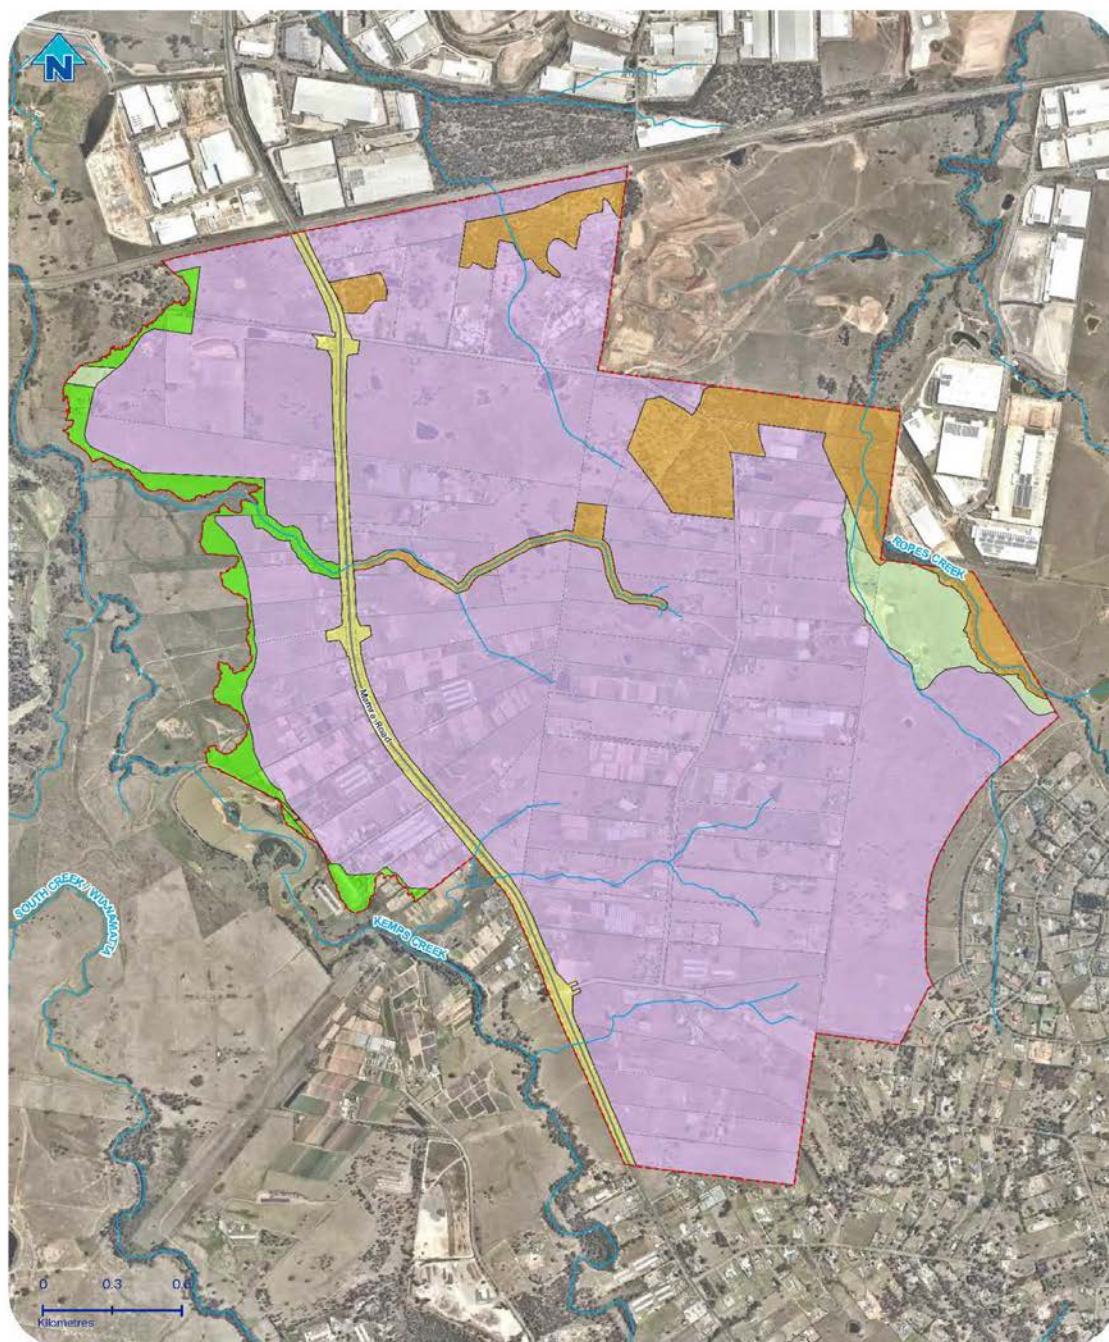 N
ROPES CREEK
Mamre Road
SOUTH CREEK / WIANAMATTA
KEMPS CREEK
0 0.3 0.6
Kilometres